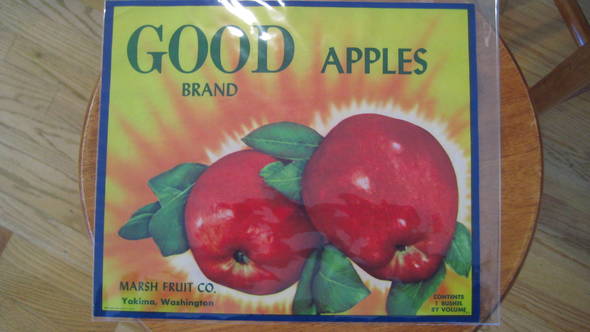 GOOD
BRAND
APPLES
MARSH FRUIT CO.
Yakima, Washington
CONTENTS
1 BUSHEL
BY VOLUME